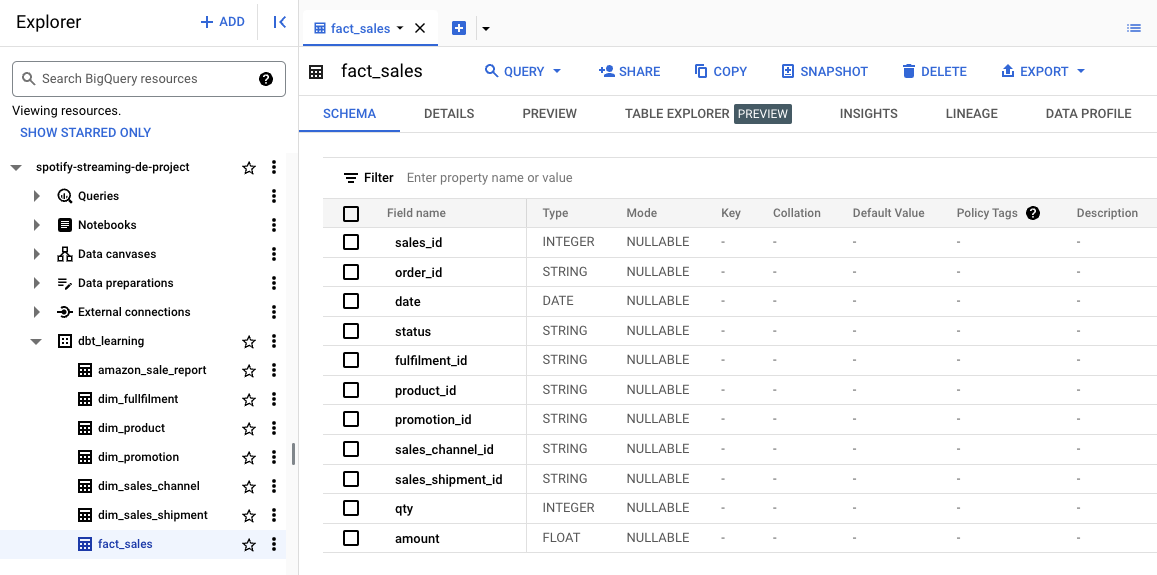 Explorer
+ ADD
Search BigQuery resources
Viewing resources.
SHOW STARRED ONLY
spotify-streaming-de-project
Queries
Notebooks
Data canvases
Data preparations
External connections
dbt_learning
amazon_sale_report
dim_fullfilment
dim_product
dim_promotion
dim_sales_channel
dim_sales_shipment
fact_sales
fact_sales
fact_sales QUERY SHARE COPY SNAPSHOT DELETE EXPORT
SCHEMA DETAILS PREVIEW TABLE EXPLORER PREVIEW INSIGHTS LINEAGE DATA PROFILE
Filter Enter property name or value
Field name Type Mode Key Collation Default Value Policy Tags Description
sales_id INTEGER NULLABLE - - - - -
order_id STRING NULLABLE - - - - -
date DATE NULLABLE - - - - -
status STRING NULLABLE - - - - -
fulfilment_id STRING NULLABLE - - - - -
product_id STRING NULLABLE - - - - -
promotion_id STRING NULLABLE - - - - -
sales_channel_id STRING NULLABLE - - - - -
sales_shipment_id STRING NULLABLE - - - - -
qty INTEGER NULLABLE - - - - -
amount FLOAT NULLABLE - - - - -